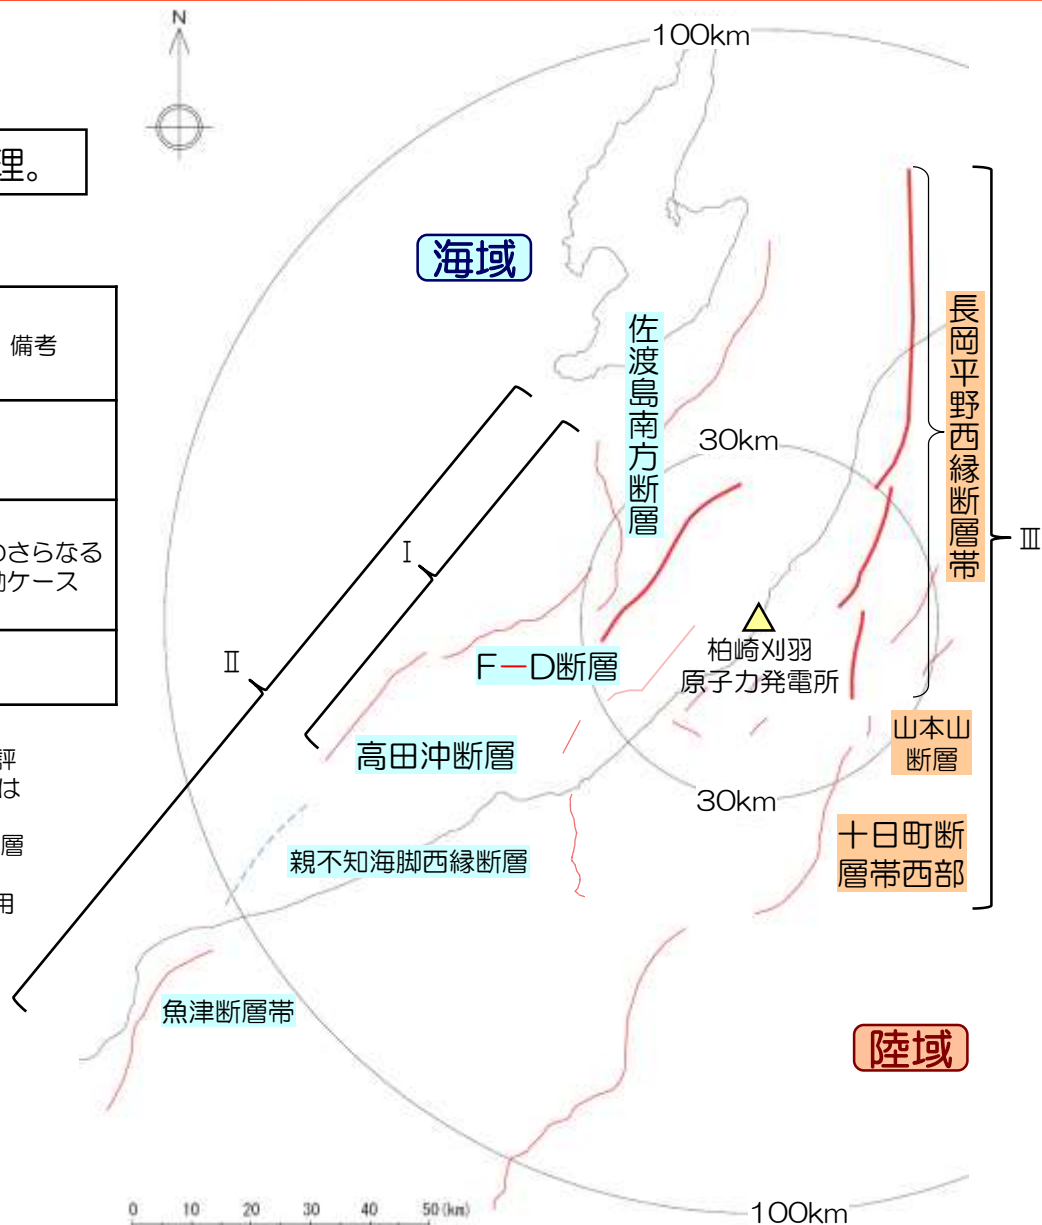 N
100km
理。
海域
備考
佐渡島南方断層
長岡平野西縁断層帯
30km
のさらなる
動ケース
Ⅰ
Ⅲ
Ⅱ
F－D断層
柏崎刈羽
原子力発電所
高田沖断層
山本山
断層
評
は
30km
層
親不知海脚西縁断層
十日町断
層帯西部
用
魚津断層帯
陸域
0 10 20 30 40 50(km)
100km